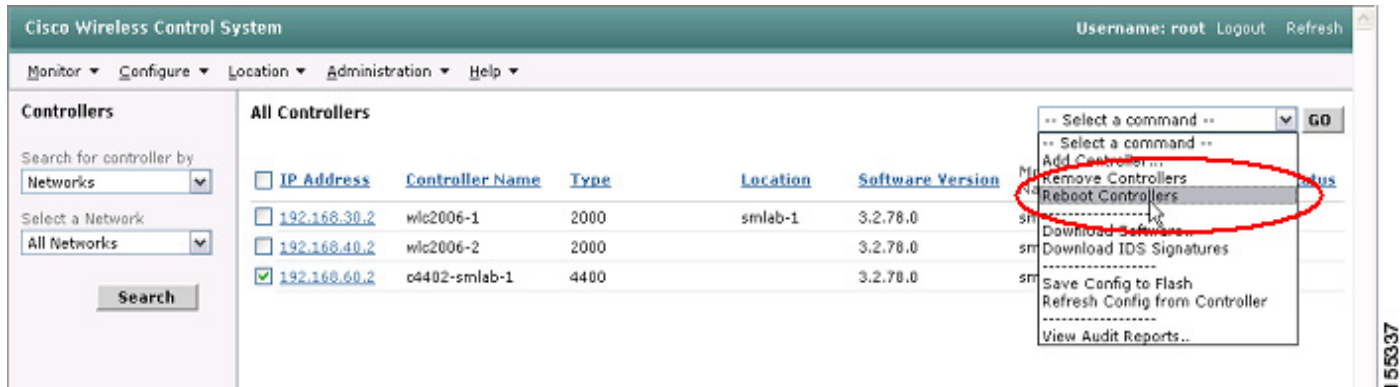 Cisco Wireless Control System
Username: root Logout Refresh
Monitor Configure Location Administration Help
Controllers
Search for controller by
Networks
Select a Network
All Networks
Search
All Controllers
-- Select a command -- GO
-- Select a command --
Add Controller...
Remove Controllers
Reboot Controllers
--------------------
Download Software..
Download IDS Signatures
--------------------
Save Config to Flash
Refresh Config from Controller
--------------------
View Audit Reports..
IP Address Controller Name Type Location Software Version
192.168.30.2 wlc2006-1 2000 smlab-1 3.2.78.0
192.168.40.2 wlc2006-2 2000 3.2.78.0
192.168.60.2 c4402-smlab-1 4400 3.2.78.0
155337